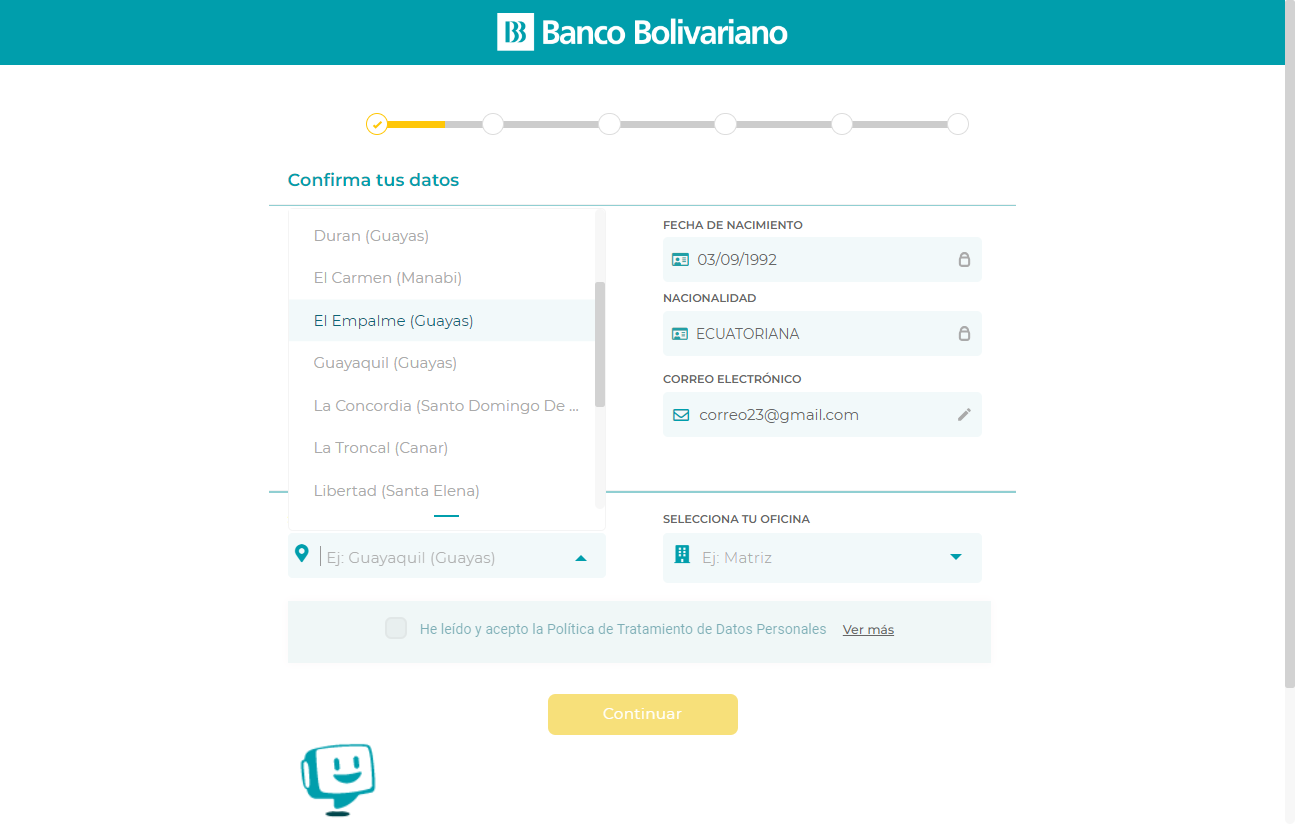 Banco Bolivariano
Confirma tus datos
Duran (Guayas)
El Carmen (Manabi)
El Empalme (Guayas)
Guayaquil (Guayas)
La Concordia (Santo Domingo De ...
La Troncal (Canar)
Libertad (Santa Elena)
Ej: Guayaquil (Guayas)
FECHA DE NACIMIENTO
03/09/1992
NACIONALIDAD
ECUATORIANA
CORREO ELECTRÓNICO
correo23@gmail.com
SELECCIONA TU OFICINA
Ej: Matriz
He leído y acepto la Política de Tratamiento de Datos Personales Ver más
Continuar